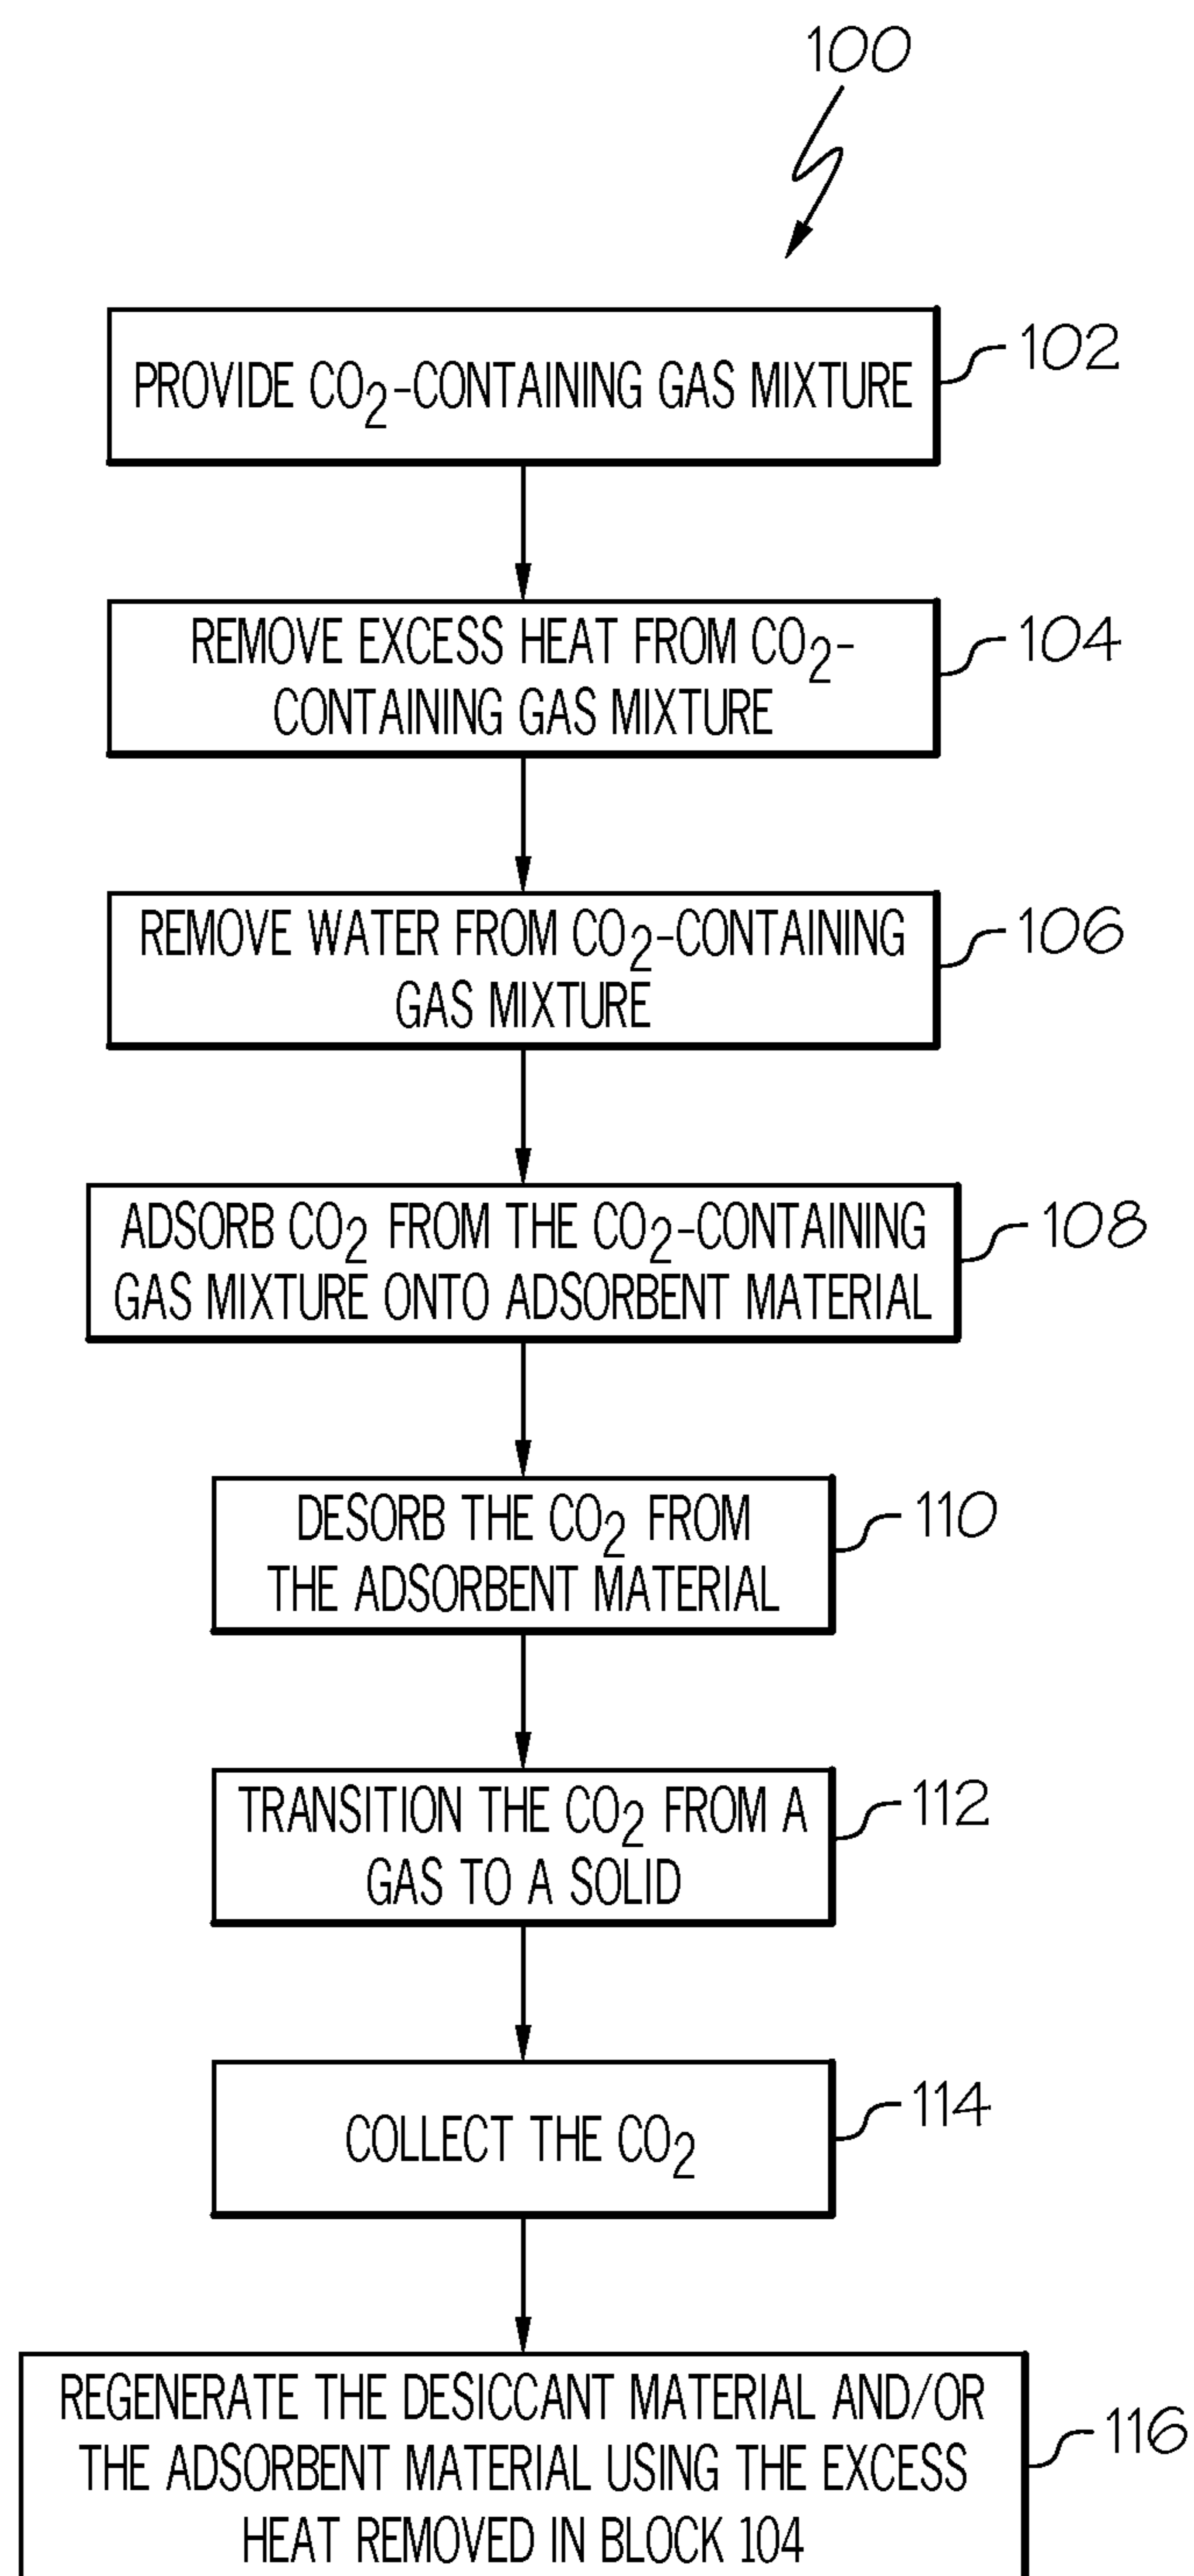 100
PROVIDE CO2-CONTAINING GAS MIXTURE
102
REMOVE EXCESS HEAT FROM CO2-
CONTAINING GAS MIXTURE
104
REMOVE WATER FROM CO2-CONTAINING
GAS MIXTURE
106
ADSORB CO2 FROM THE CO2-CONTAINING
GAS MIXTURE ONTO ADSORBENT MATERIAL
108
DESORB THE CO2 FROM
THE ADSORBENT MATERIAL
110
TRANSITION THE CO2 FROM A
GAS TO A SOLID
112
COLLECT THE CO2
114
REGENERATE THE DESICCANT MATERIAL AND/OR
THE ADSORBENT MATERIAL USING THE EXCESS
HEAT REMOVED IN BLOCK 104
116